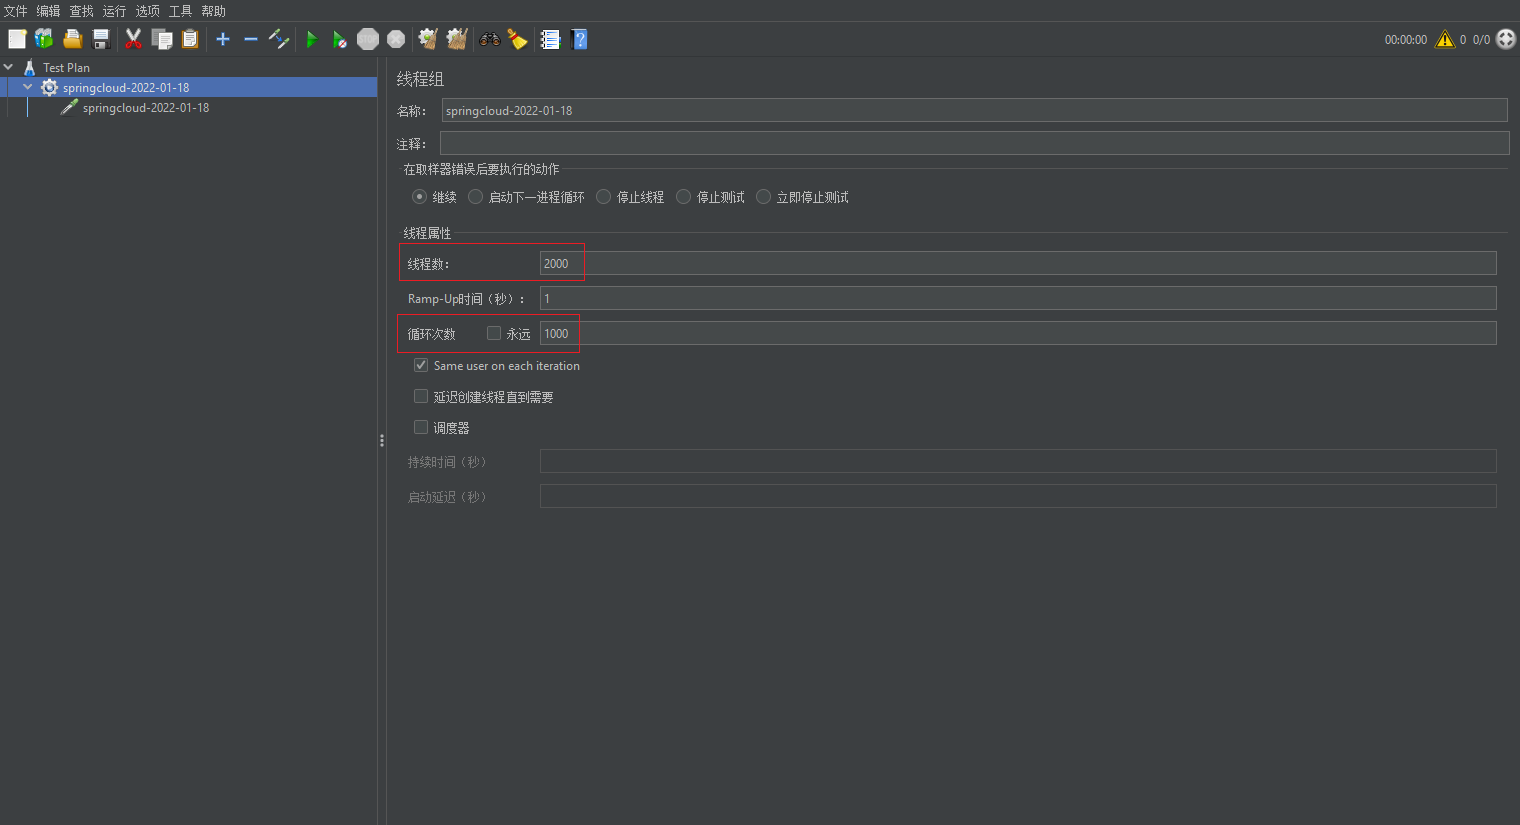 文件 编辑 查找 运行 选项 工具 帮助
00:00:00 0 0/0
Test Plan
springcloud-2022-01-18
springcloud-2022-01-18
线程组
名称： springcloud-2022-01-18
注释：
在取样器错误后要执行的动作
继续 启动下一进程循环 停止线程 停止测试 立即停止测试
线程属性
线程数： 2000
Ramp-Up时间（秒）： 1
循环次数 永远 1000
Same user on each iteration
延迟创建线程直到需要
调度器
持续时间（秒）
启动延迟（秒）